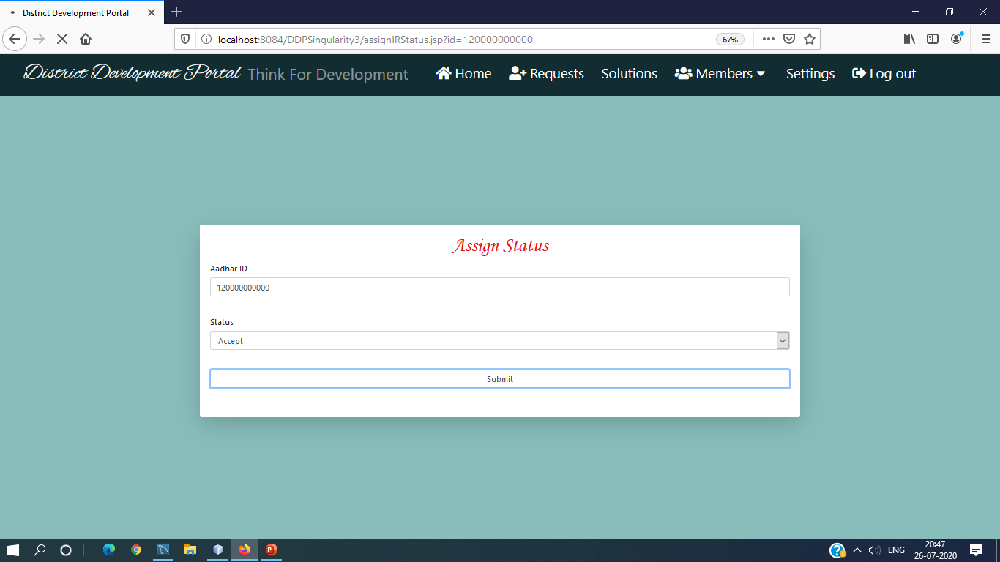 District Development Portal
localhost:8084/DDPSingularity3/assignIRStatus.jsp?id=120000000000 67%
District Development Portal Think For Development Home Requests Solutions Members Settings Log out
Assign Status
Aadhar ID
120000000000
Status
Accept
Submit
ENG
20:47
26-07-2020